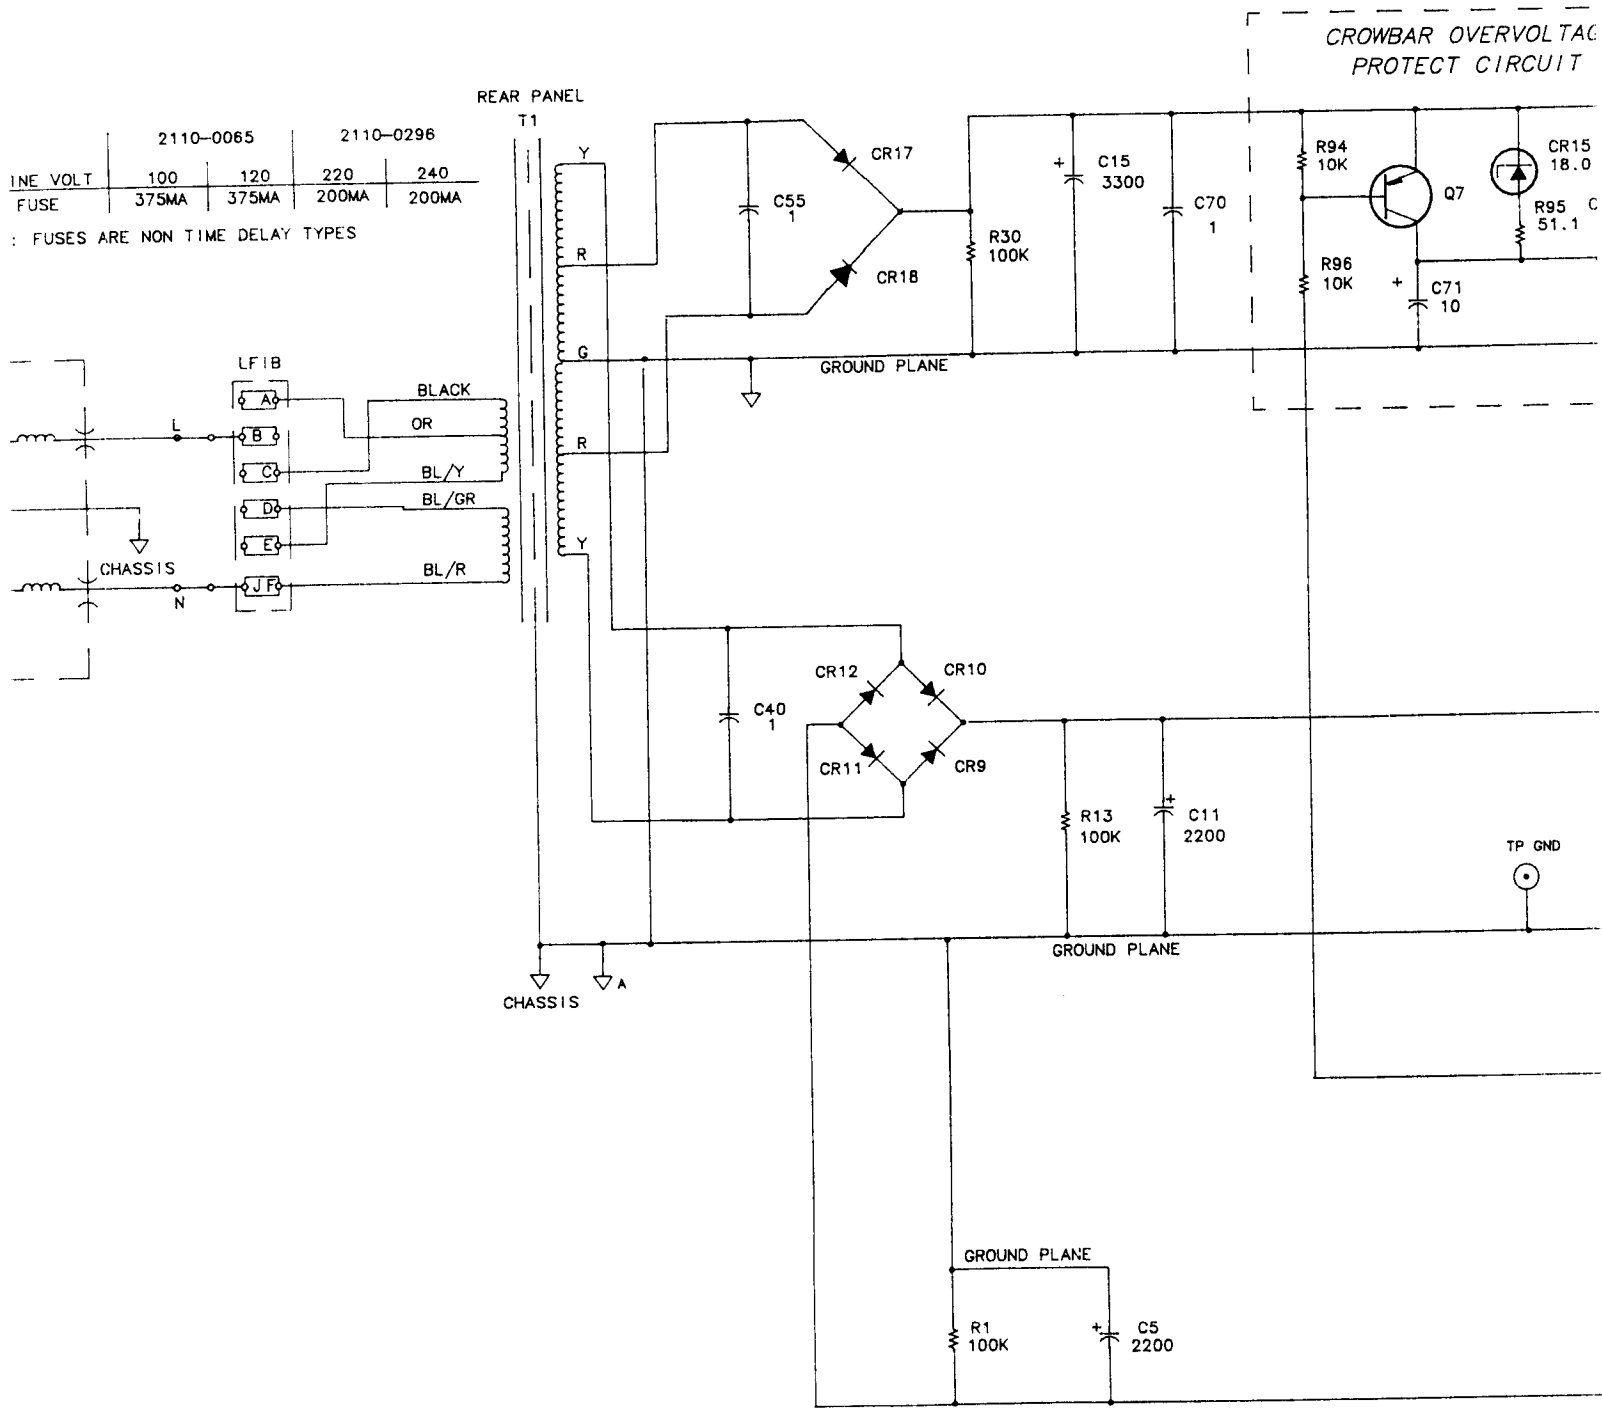 CROWBAR OVERVOLTAG
PROTECT CIRCUIT
REAR PANEL
T1
2110-0065 2110-0296
INE VOLT 100 120 220 240
FUSE 375MA 375MA 200MA 200MA
: FUSES ARE NON TIME DELAY TYPES
Y
R
G
R
Y
CR17
C55
1
CR18
R30
100K
+ C15
3300
C70
1
R94
10K
Q7
CR15
18.0
R95 C
51.1
R96
10K
+ C71
10
GROUND PLANE
LF1B
A
B
C
D
E
JF
L
N
CHASSIS
BLACK
OR
BL/Y
BL/GR
BL/R
CR12
CR10
C40
1
CR11
CR9
R13
100K
+ C11
2200
TP GND
GROUND PLANE
CHASSIS
A
GROUND PLANE
R1
100K
+ C5
2200